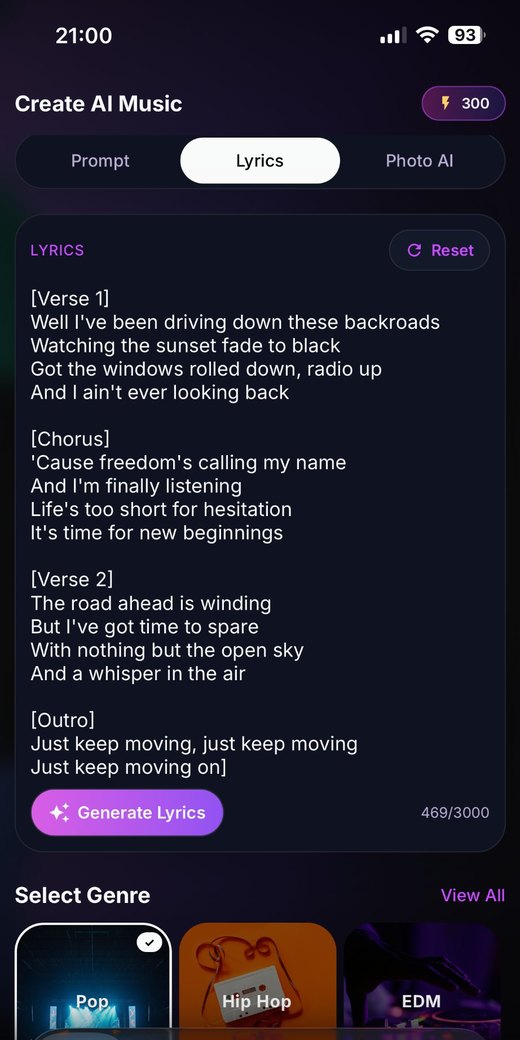 21:00
93
Create AI Music
300
Prompt
Lyrics
Photo AI
LYRICS
Reset
[Verse 1]
Well I've been driving down these backroads
Watching the sunset fade to black
Got the windows rolled down, radio up
And I ain't ever looking back
[Chorus]
'Cause freedom's calling my name
And I'm finally listening
Life's too short for hesitation
It's time for new beginnings
[Verse 2]
The road ahead is winding
But I've got time to spare
With nothing but the open sky
And a whisper in the air
[Outro]
Just keep moving, just keep moving
Just keep moving on]
Generate Lyrics
469/3000
Select Genre
View All
Pop
Hip Hop
EDM